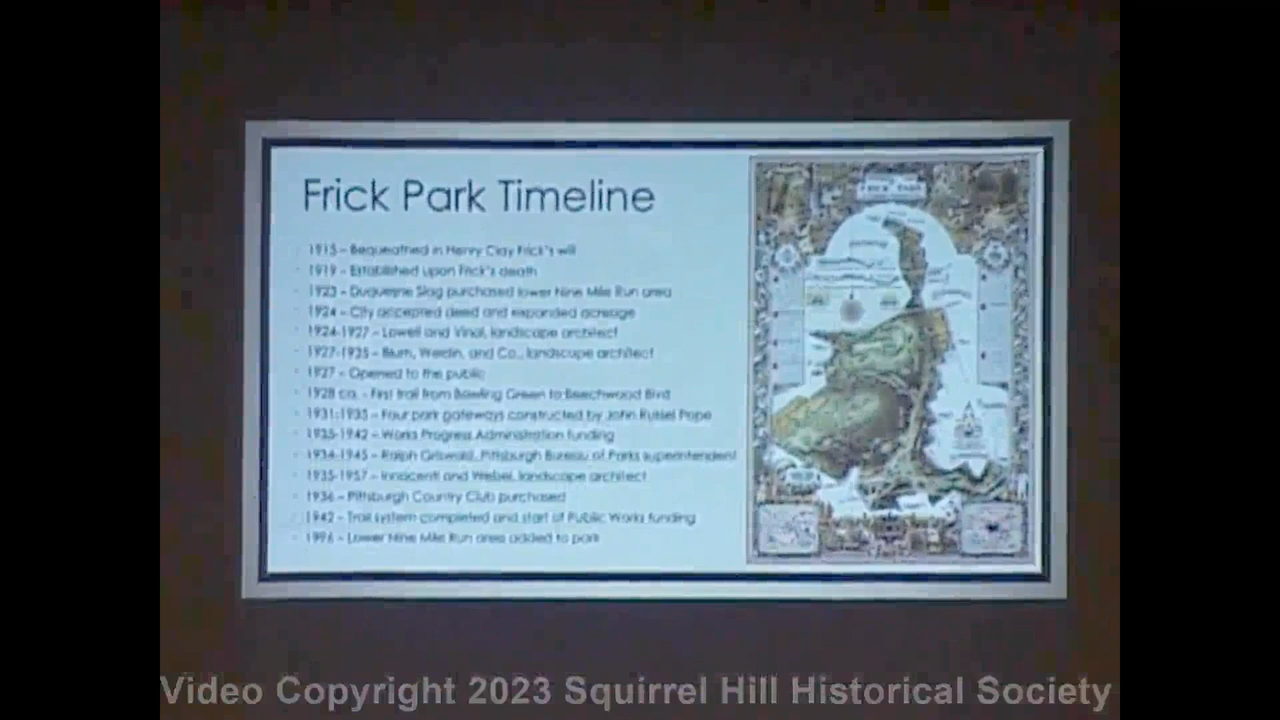 Frick Park Timeline
1915 – Bequeathed in Henry Clay Frick's will
1919 – Established upon Frick's death
1923 – Duquesne Slag purchased lower Nine Mile Run area
1924 – City accepted deed and expanded acreage
1924-1927 – Lowell and Vinal, landscape architect
1927-1935 – Blum, Weldin, and Co., landscape architect
1927 – Opened to the public
1928 ca. - First trail from Bowling Green to Beechwood Blvd
1931-1935 – Four park gateways constructed by John Russel Pope
1935-1942 – Works Progress Administration funding
1934-1945 – Ralph Griswold, Pittsburgh Bureau of Parks superintendent
1935-1957 – Innocenti and Webel, landscape architect
1936 – Pittsburgh Country Club purchased
1942 – Trail system completed and start of Public Works funding
1996 – Lower Nine Mile Run area added to park
FRICK PARK
Video Copyright 2023 Squirrel Hill Historical Society